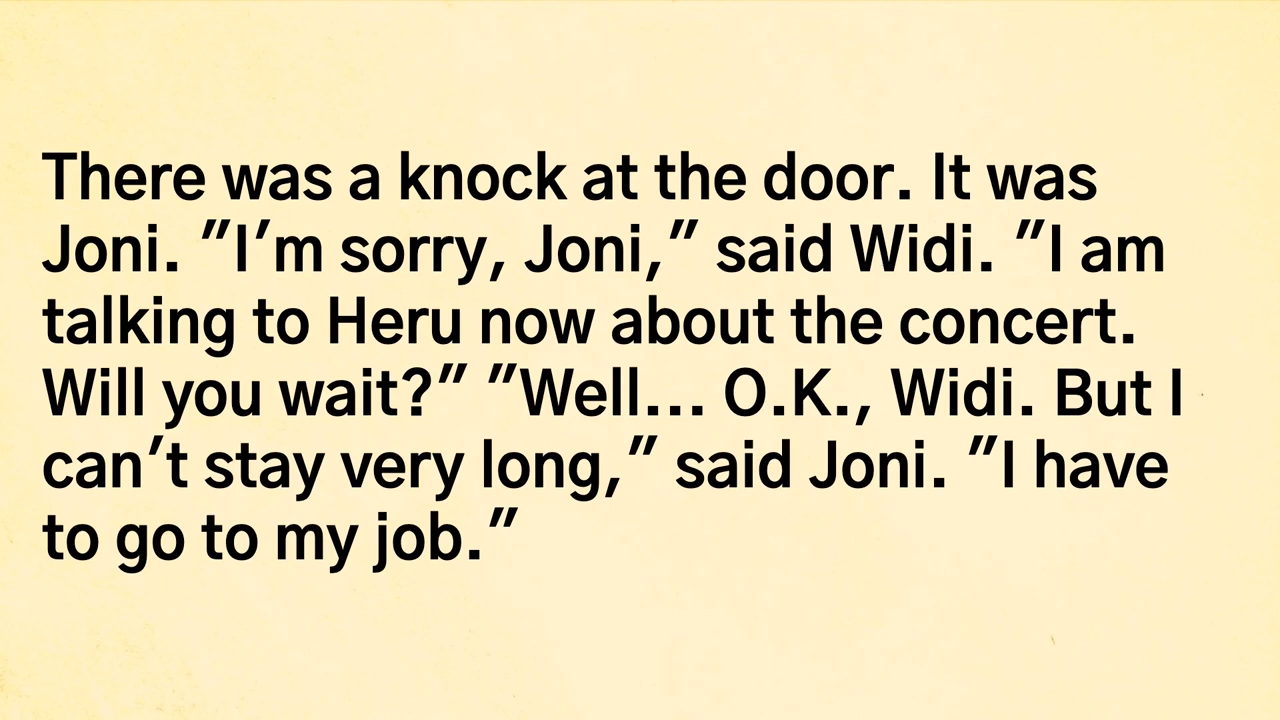 There was a knock at the door. It was
Joni. "I'm sorry, Joni," said Widi. "I am
talking to Heru now about the concert.
Will you wait?" "Well... O.K., Widi. But I
can't stay very long," said Joni. "I have
to go to my job."